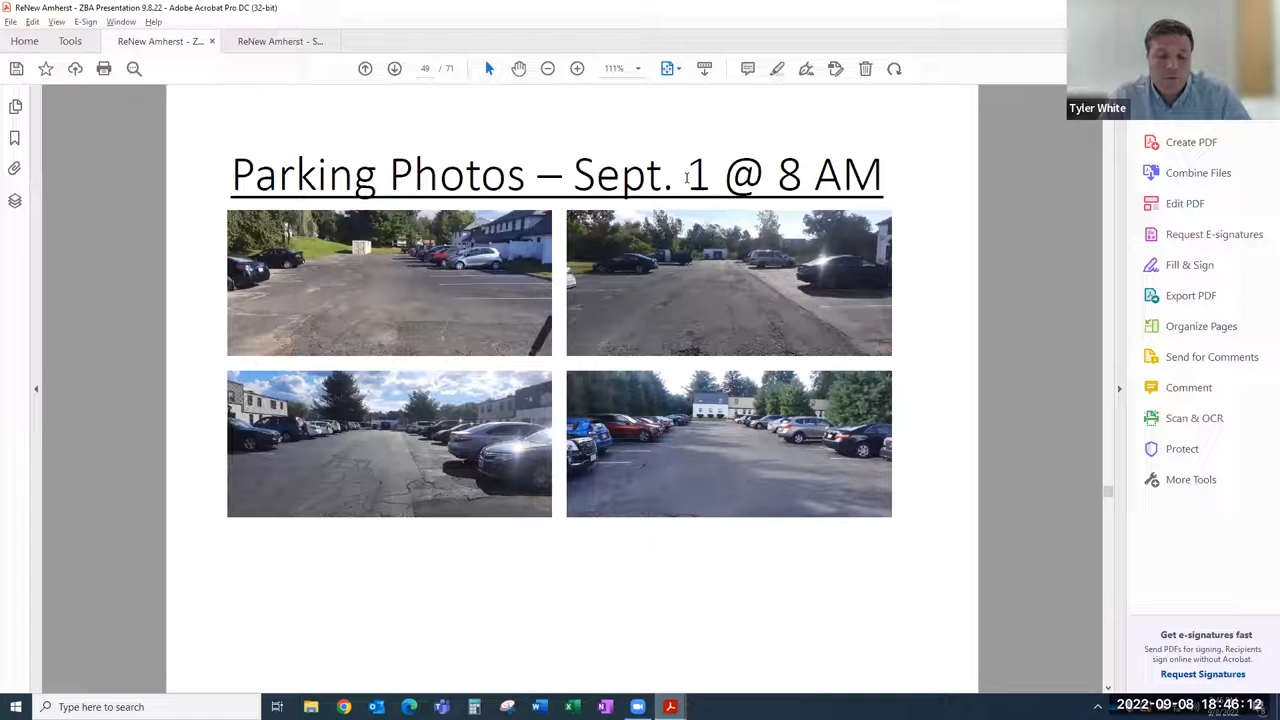 ReNew Amherst - ZBA Presentation 9.8.22 - Adobe Acrobat Pro DC (32-bit)
File Edit View E-Sign Window Help
Home Tools ReNew Amherst - Z... × ReNew Amherst - S...
49 / 71 111%
Tyler White
Create PDF
Combine Files
Edit PDF
Request E-signatures
Fill & Sign
Export PDF
Organize Pages
Send for Comments
Comment
Scan & OCR
Protect
More Tools
Parking Photos – Sept. 1 @ 8 AM
Get e-signatures fast
Send PDFs for signing. Recipients
sign online without Acrobat.
Request Signatures
Type here to search
2022-09-08 18:46:12